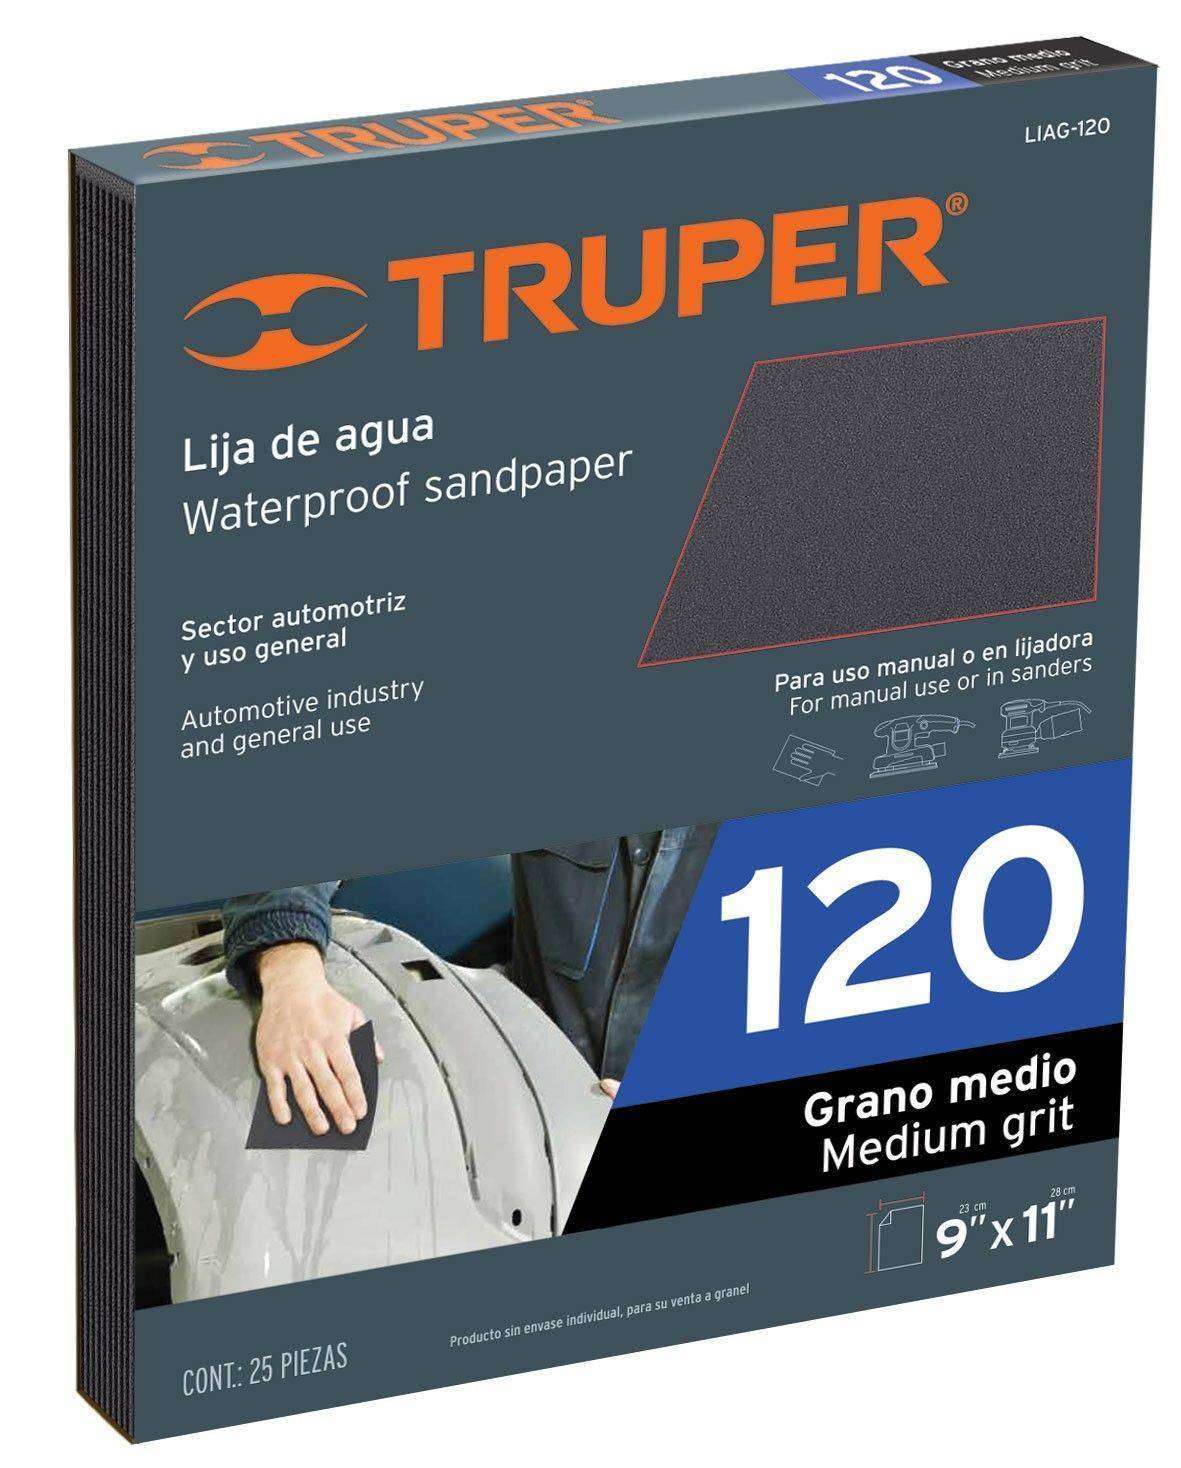 TRUPER
120
Grano medio
Medium grit
LIAG-120
TRUPER®
Lija de agua
Waterproof sandpaper
Sector automotriz
y uso general
Automotive industry
and general use
Para uso manual o en lijadora
For manual use or in sanders
120
Grano medio
Medium grit
23 cm 28 cm
9” x 11”
Producto sin envase individual, para su venta a granel
CONT.: 25 PIEZAS